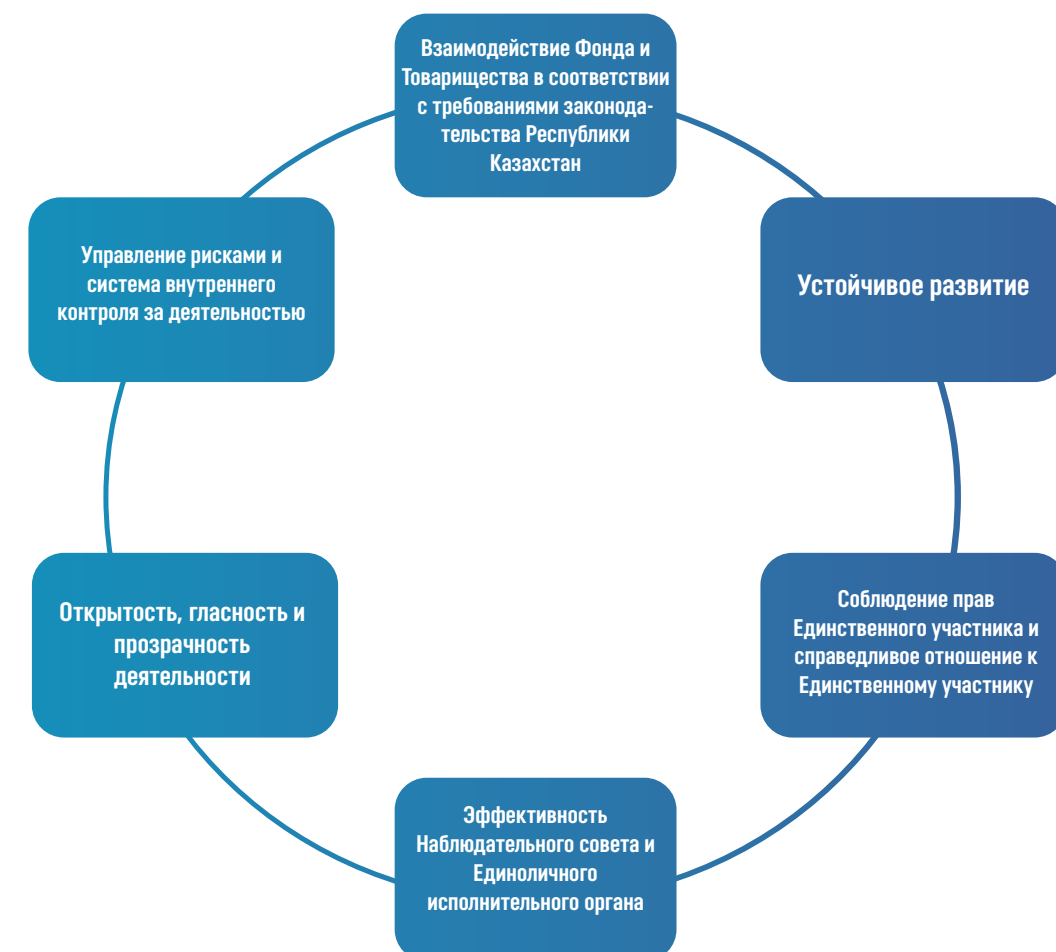 Взаимодействие Фонда и
Товарищества в соответствии
с требованиями законода-
тельства Республики
Казахстан
Управление рисками и
система внутреннего
контроля за деятельностью
Устойчивое развитие
Открытость, гласность и
прозрачность
деятельности
Соблюдение прав
Единственного участника и
справедливое отношение к
Единственному участнику
Эффективность
Наблюдательного совета и
Единоличного
исполнительного органа